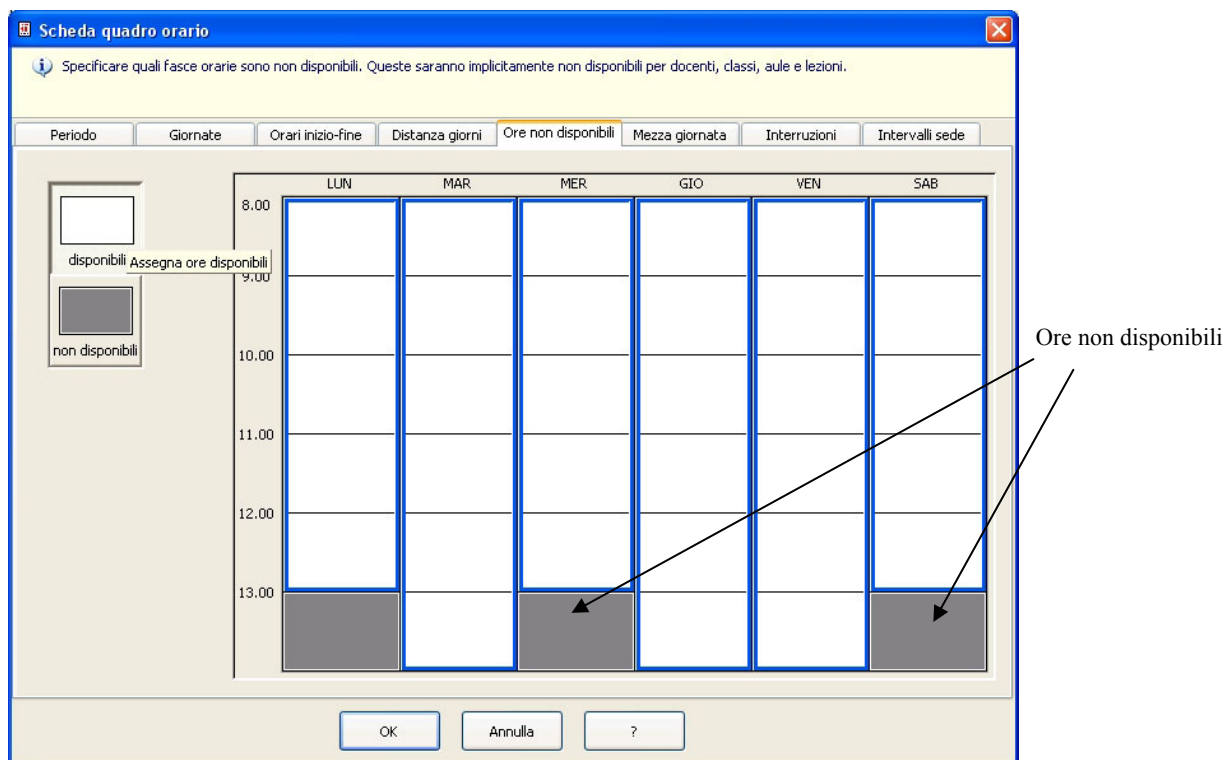 Scheda quadro orario
Specificare quali fasce orarie sono non disponibili. Queste saranno implicitamente non disponibili per docenti, classi, aule e lezioni.
Periodo Giornate Orari inizio-fine Distanza giorni Ore non disponibili Mezza giornata Interruzioni Intervalli sede
LUN MAR MER GIO VEN SAB
8.00
disponibili Assegna ore disponibili
9.00
non disponibili
10.00
Ore non disponibili
11.00
12.00
13.00
OK Annulla ?